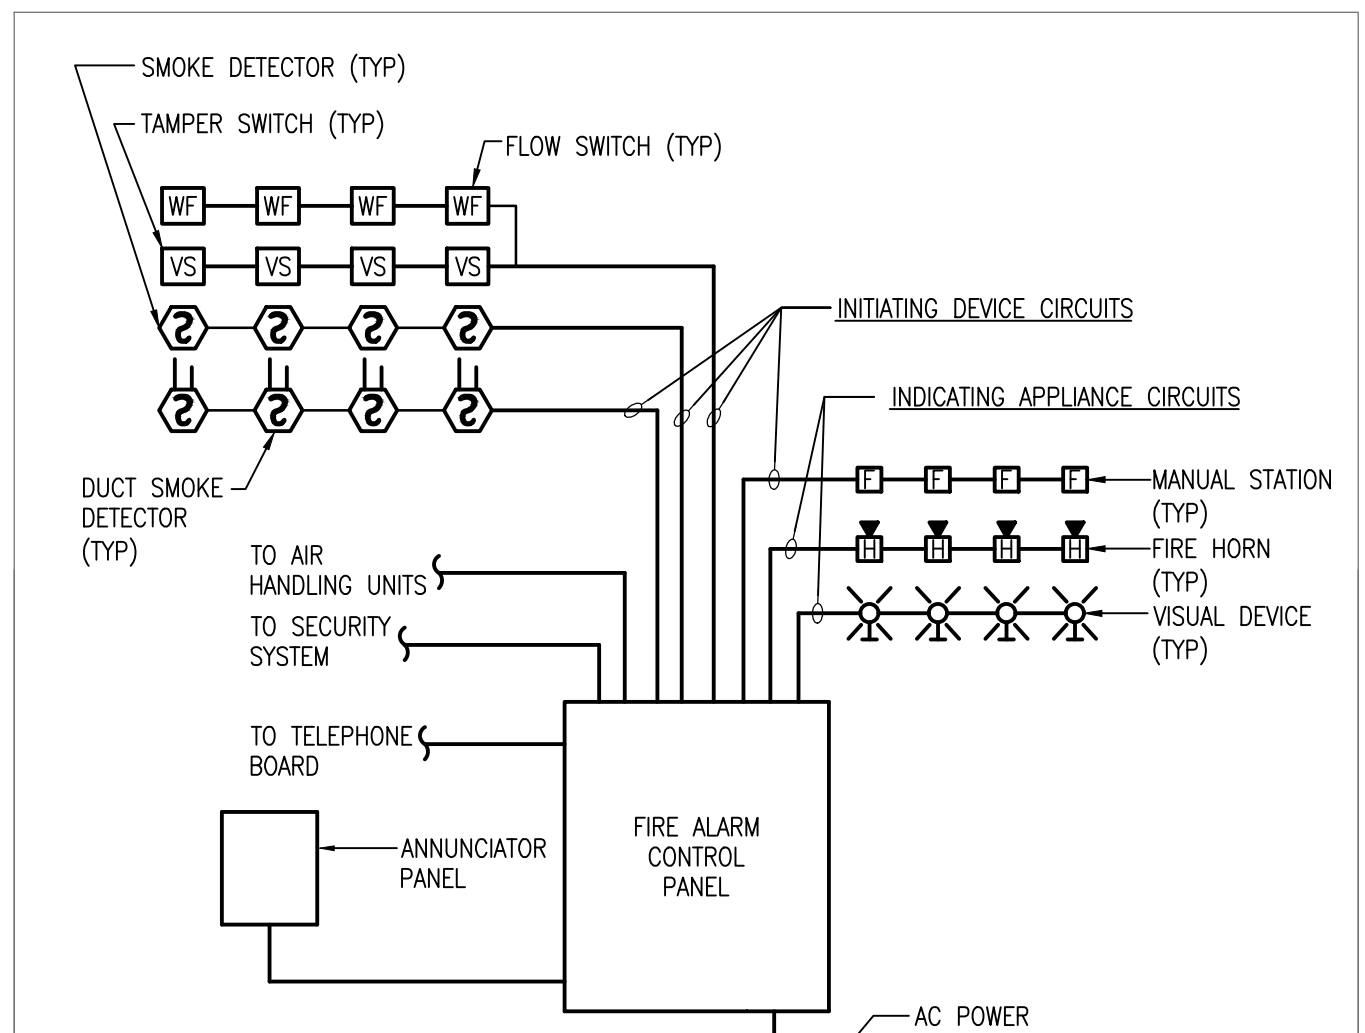 SMOKE DETECTOR (TYP)
TAMPER SWITCH (TYP)
FLOW SWITCH (TYP)
WF WF WF WF
VS VS VS VS
S S S S
S S S S
INITIATING DEVICE CIRCUITS
INDICATING APPLIANCE CIRCUITS
DUCT SMOKE
DETECTOR
(TYP)
F F F F
MANUAL STATION
(TYP)
H H H H
FIRE HORN
(TYP)
VISUAL DEVICE
(TYP)
TO AIR
HANDLING UNITS
TO SECURITY
SYSTEM
TO TELEPHONE
BOARD
ANNUNCIATOR
PANEL
FIRE ALARM
CONTROL
PANEL
AC POWER